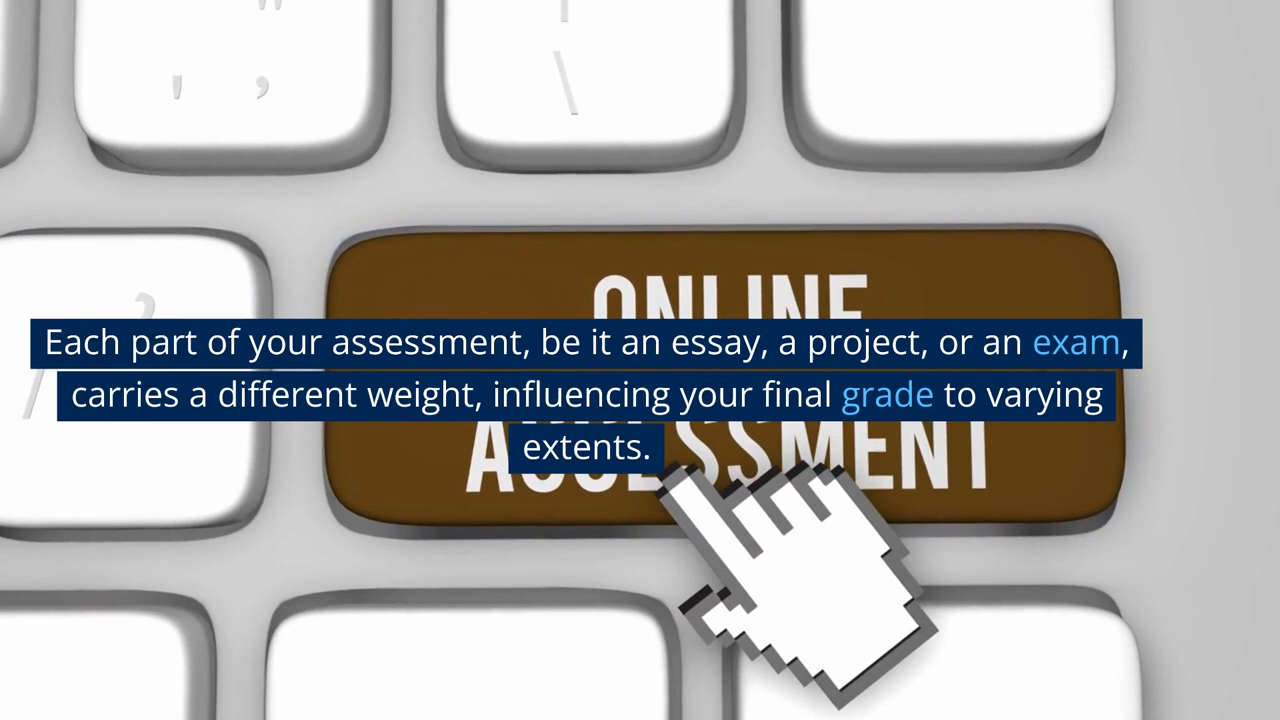 ONLINE
Each part of your assessment, be it an essay, a project, or an exam,
carries a different weight, influencing your final grade to varying
extents.
ASSESSMENT